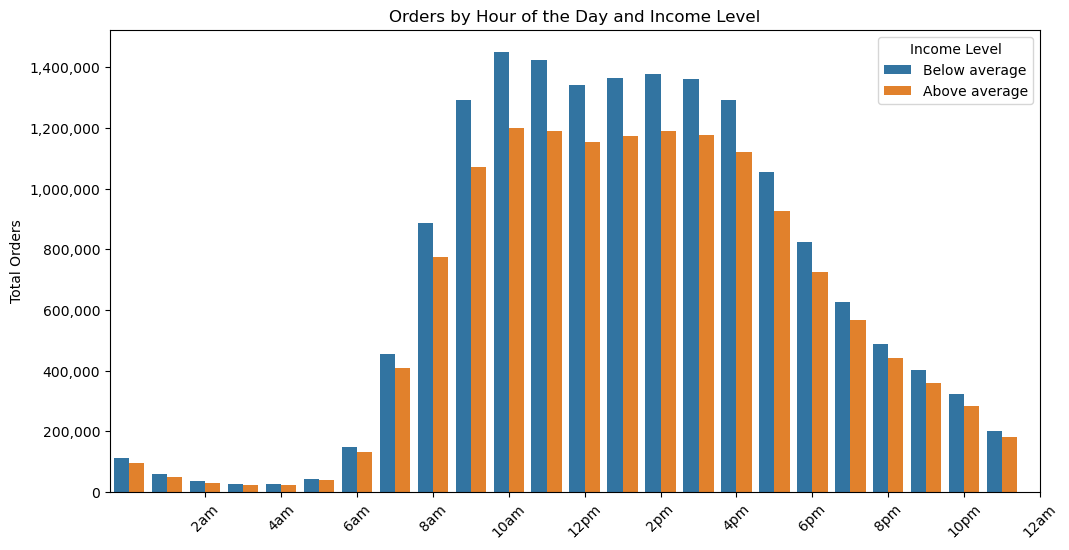 Orders by Hour of the Day and Income Level
Income Level
Below average
Above average
Total Orders
1,400,000
1,200,000
1,000,000
800,000
600,000
400,000
200,000
0
2am 4am 6am 8am 10am 12pm 2pm 4pm 6pm 8pm 10pm 12am